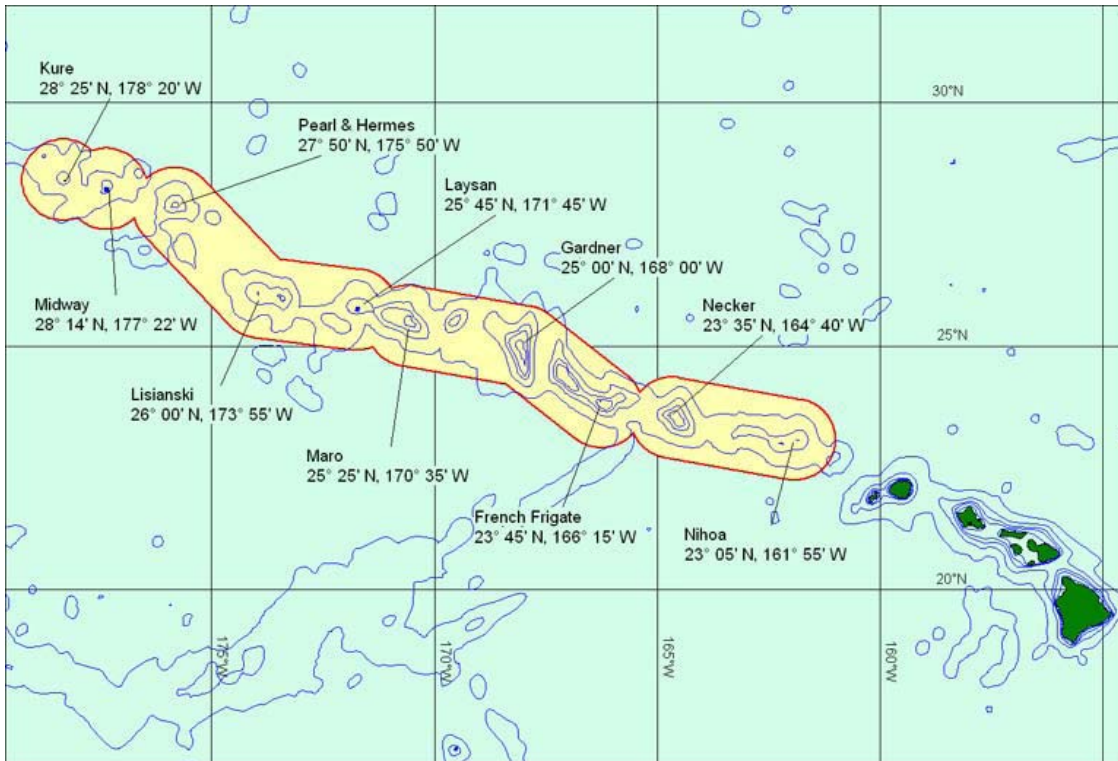 Kure
28° 25' N, 178° 20' W
30°N
Pearl & Hermes
27° 50' N, 175° 50' W
Laysan
25° 45' N, 171° 45' W
Gardner
25° 00' N, 168° 00' W
Midway
28° 14' N, 177° 22' W
Necker
23° 35' N, 164° 40' W
25°N
Lisianski
26° 00' N, 173° 55' W
Maro
25° 25' N, 170° 35' W
French Frigate
23° 45' N, 166° 15' W
Nihoa
23° 05' N, 161° 55' W
20°N
175°W
170°W
165°W
160°W